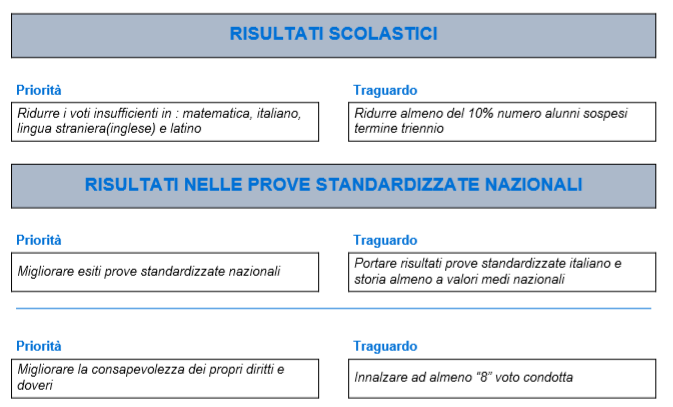 RISULTATI SCOLASTICI
Priorità
Traguardo
Ridurre i voti insufficienti in : matematica, italiano,
lingua straniera(inglese) e latino
Ridurre almeno del 10% numero alunni sospesi
termine triennio
RISULTATI NELLE PROVE STANDARDIZZATE NAZIONALI
Priorità
Traguardo
Migliorare esiti prove standardizzate nazionali
Portare risultati prove standardizzate italiano e
storia almeno a valori medi nazionali
Priorità
Traguardo
Migliorare la consapevolezza dei propri diritti e
doveri
Innalzare ad almeno “8” voto condotta